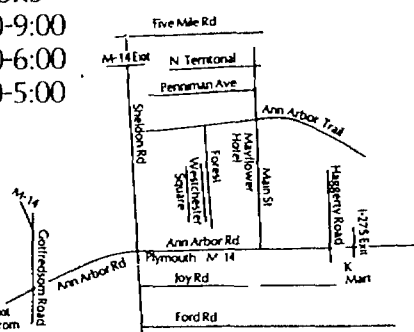 0-9:00
0-6:00
0-5:00
Five Mile Rd
M-14 Exit
N Territorial
Penniman Ave
Ann Arbor Trail
Sheldon Rd
Mayflower
Hotel
Main St
Forest
Westchester
Square
Haggerty Road
I-275 Exit
M-14
Gotfredsom Road
Ann Arbor Rd
Ann Arbor Rd
Plymouth M 14
K
Mart
Joy Rd
Ford Rd